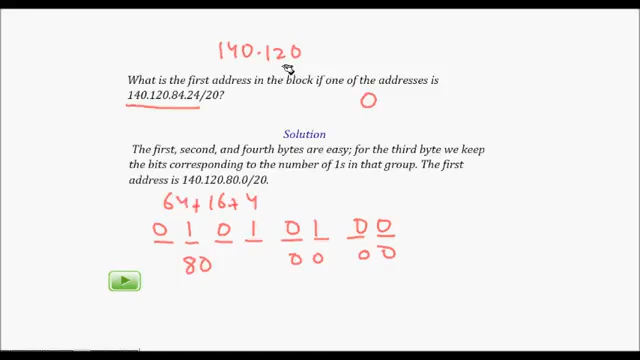 140.120
What is the first address in the block if one of the addresses is
140.120.84.24/20?
0
Solution
The first, second, and fourth bytes are easy; for the third byte we keep
the bits corresponding to the number of 1s in that group. The first
address is 140.120.80.0/20.
64+16+4
0 1 0 1 0 1 0 0
80 0 0 0 0